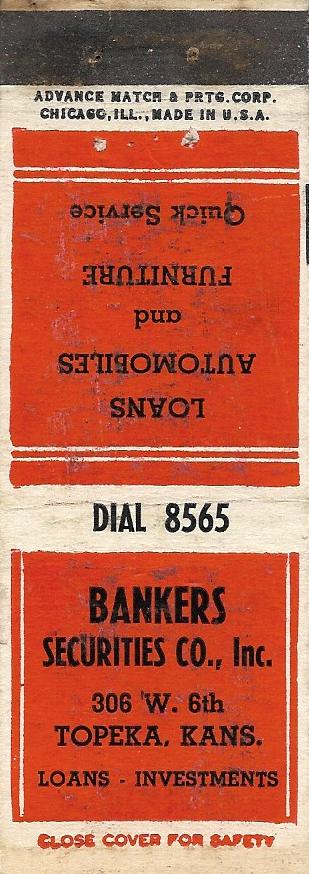 ADVANCE MATCH & PRTG. CORP.
CHICAGO, ILL., MADE IN U.S.A.
LOANS
AUTOMOBILES
and
FURNITURE
Quick Service
DIAL 8565
BANKERS
SECURITIES CO., Inc.
306 W. 6th
TOPEKA, KANS.
LOANS - INVESTMENTS
CLOSE COVER FOR SAFETY